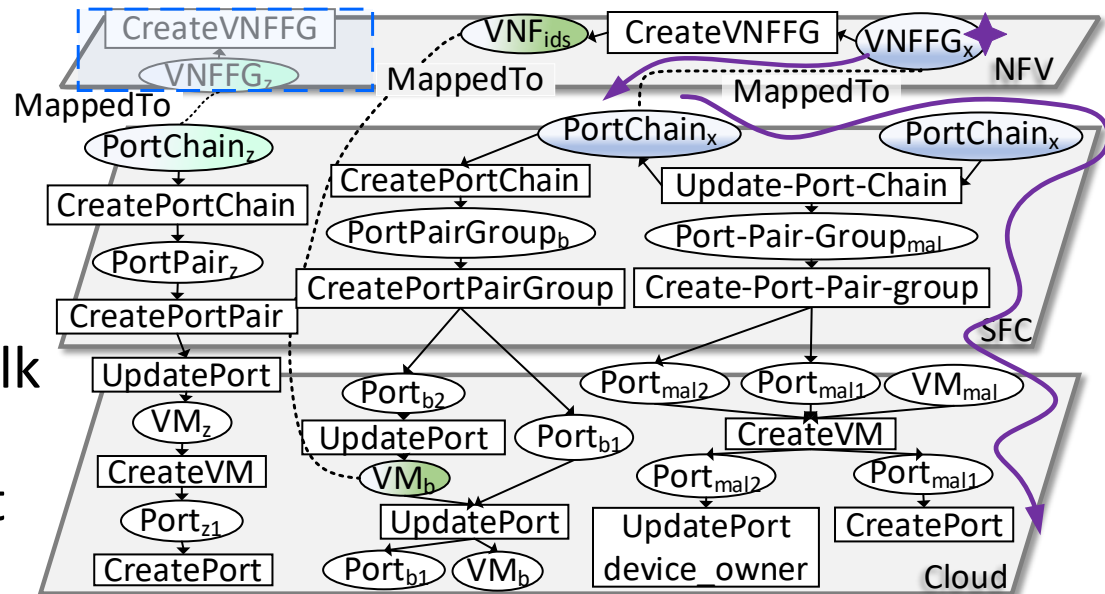 CreateVNFFG
VNFFGz
MappedTo
VNFids
CreateVNFFG
VNFFGx
NFV
MappedTo
MappedTo
PortChainz
CreatePortChain
PortPairz
CreatePortPair
PortChainx
PortChainx
CreatePortChain
Update-Port-Chain
PortPairGroupb
Port-Pair-Groupmal
CreatePortPairGroup
Create-Port-Pair-group
SFC
lk
UpdatePort
VMz
CreateVM
t
Portz1
CreatePort
Portb2
UpdatePort
VMb
Portb1
UpdatePort
Portb1
VMb
Portmal2
Portmal1
VMmal
CreateVM
Portmal2
Portmal1
UpdatePort
device_owner
CreatePort
Cloud